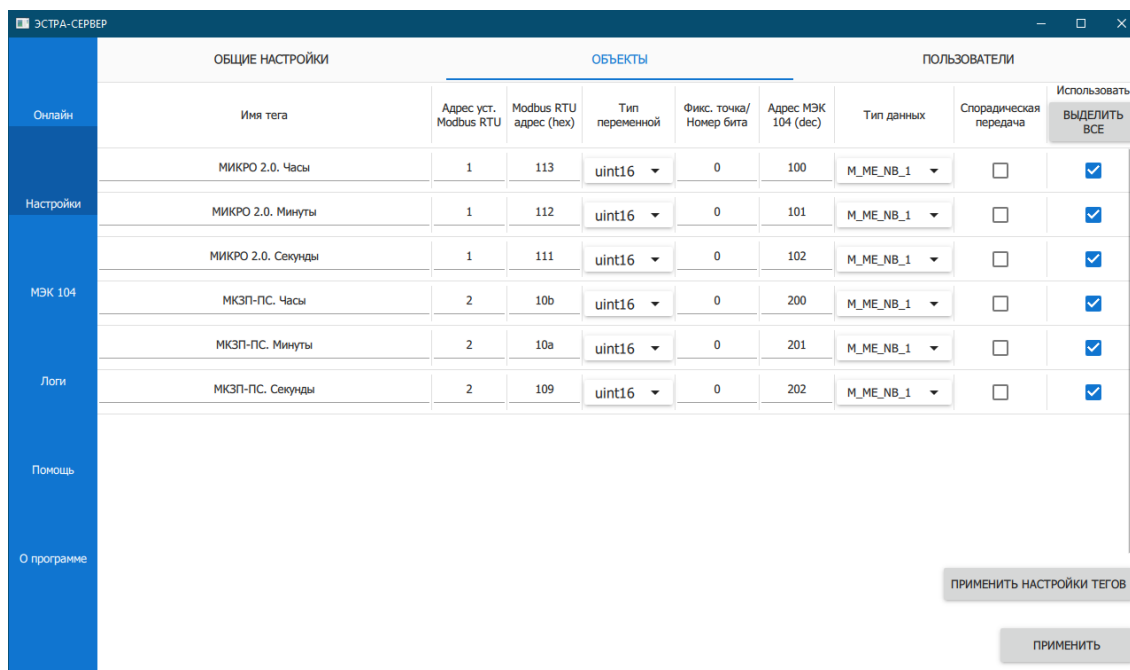 ЭСТРА-СЕРВЕР
ОБЩИЕ НАСТРОЙКИ ОБЪЕКТЫ ПОЛЬЗОВАТЕЛИ
Онлайн
Настройки
МЭК 104
Логи
Помощь
О программе
Имя тега
Адрес уст.
Modbus RTU
Modbus RTU
адрес (hex)
Тип
переменной
Фикс. точка/
Номер бита
Адрес МЭК
104 (dec)
Тип данных
Спорадическая
передача
Использовать
ВЫДЕЛИТЬ
ВСЕ
МИКРО 2.0. Часы 1 113 uint16 0 100 M_ME_NB_1
МИКРО 2.0. Минуты 1 112 uint16 0 101 M_ME_NB_1
МИКРО 2.0. Секунды 1 111 uint16 0 102 M_ME_NB_1
МКЗП-ПС. Часы 2 10b uint16 0 200 M_ME_NB_1
МКЗП-ПС. Минуты 2 10a uint16 0 201 M_ME_NB_1
МКЗП-ПС. Секунды 2 109 uint16 0 202 M_ME_NB_1
ПРИМЕНИТЬ НАСТРОЙКИ ТЕГОВ
ПРИМЕНИТЬ